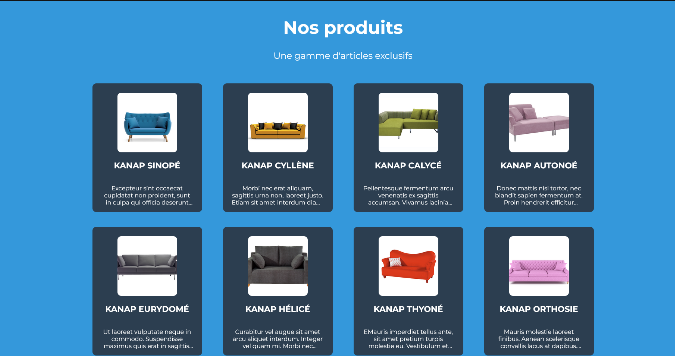 Nos produits
Une gamme d'articles exclusifs
KANAP SINOPÉ
Excepteur sint occaecat
cupidatat non proident, sunt
in culpa qui officia deserunt...
KANAP CYLLÈNE
Morbi nec erat aliquam,
sagittis urna non, laoreet justo.
Etiam sit amet interdum dia...
KANAP CALYCÉ
Pellentesque fermentum arcu
venenatis ex sagittis
accumsan. Vivamus lacinia...
KANAP AUTONOÉ
Donec mattis nisl tortor, nec
blandit sapien fermentum at.
Proin hendrerit efficitur...
KANAP EURYDOMÉ
Ut laoreet vulputate neque in
commodo. Suspendisse
maximus quis erat in sagittis...
KANAP HÉLICÉ
Curabitur vel augue sit amet
arcu aliquet interdum. Integer
vel quam mi. Morbi nec...
KANAP THYONÉ
EMauris imperdiet tellus ante,
sit amet pretium turpis
molestie eu. Vestibulum et...
KANAP ORTHOSIE
Mauris molestie laoreet
finibus. Aenean scelerisque
convallis lacus at dapibus....